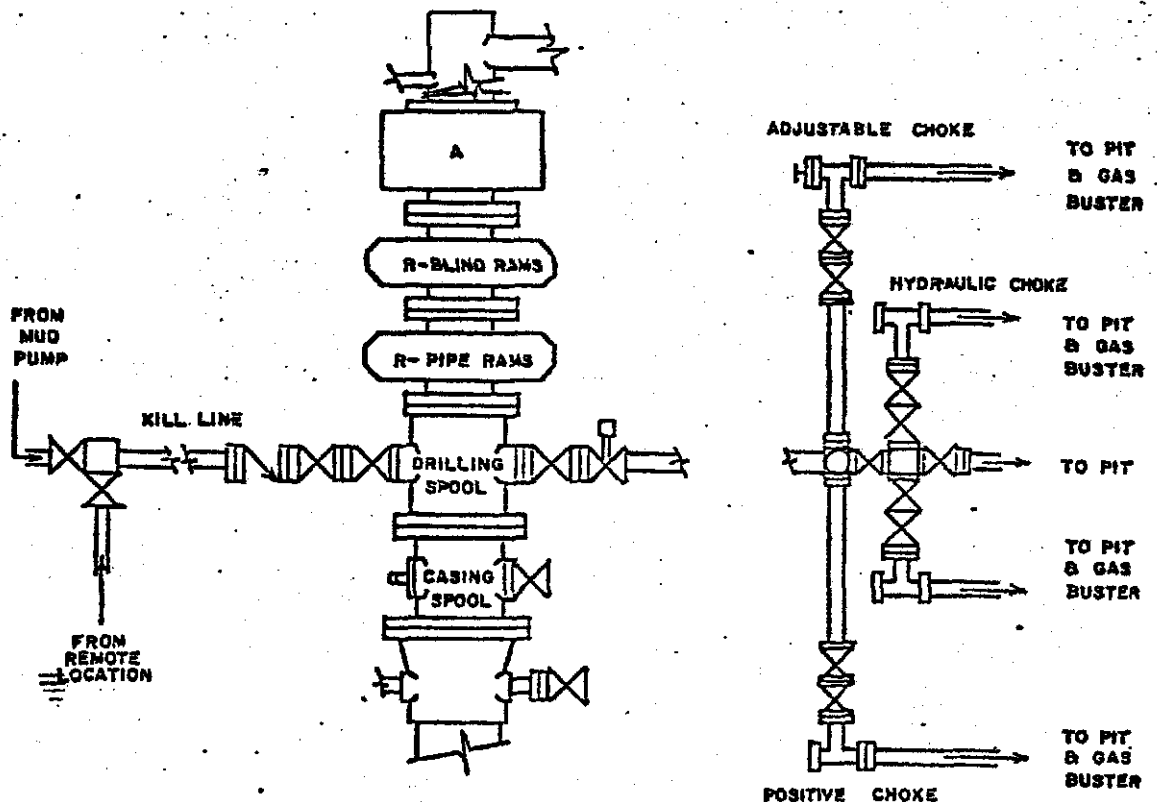 A
R-BLIND RAMS
R- PIPE RAMS
FROM
MUD
PUMP
KILL LINE
DRILLING
SPOOL
CASING
SPOOL
FROM
REMOTE
LOCATION
ADJUSTABLE CHOKE
TO PIT
& GAS
BUSTER
HYDRAULIC CHOKE
TO PIT
& GAS
BUSTER
TO PIT
TO PIT
& GAS
BUSTER
TO PIT
& GAS
BUSTER
POSITIVE CHOKE